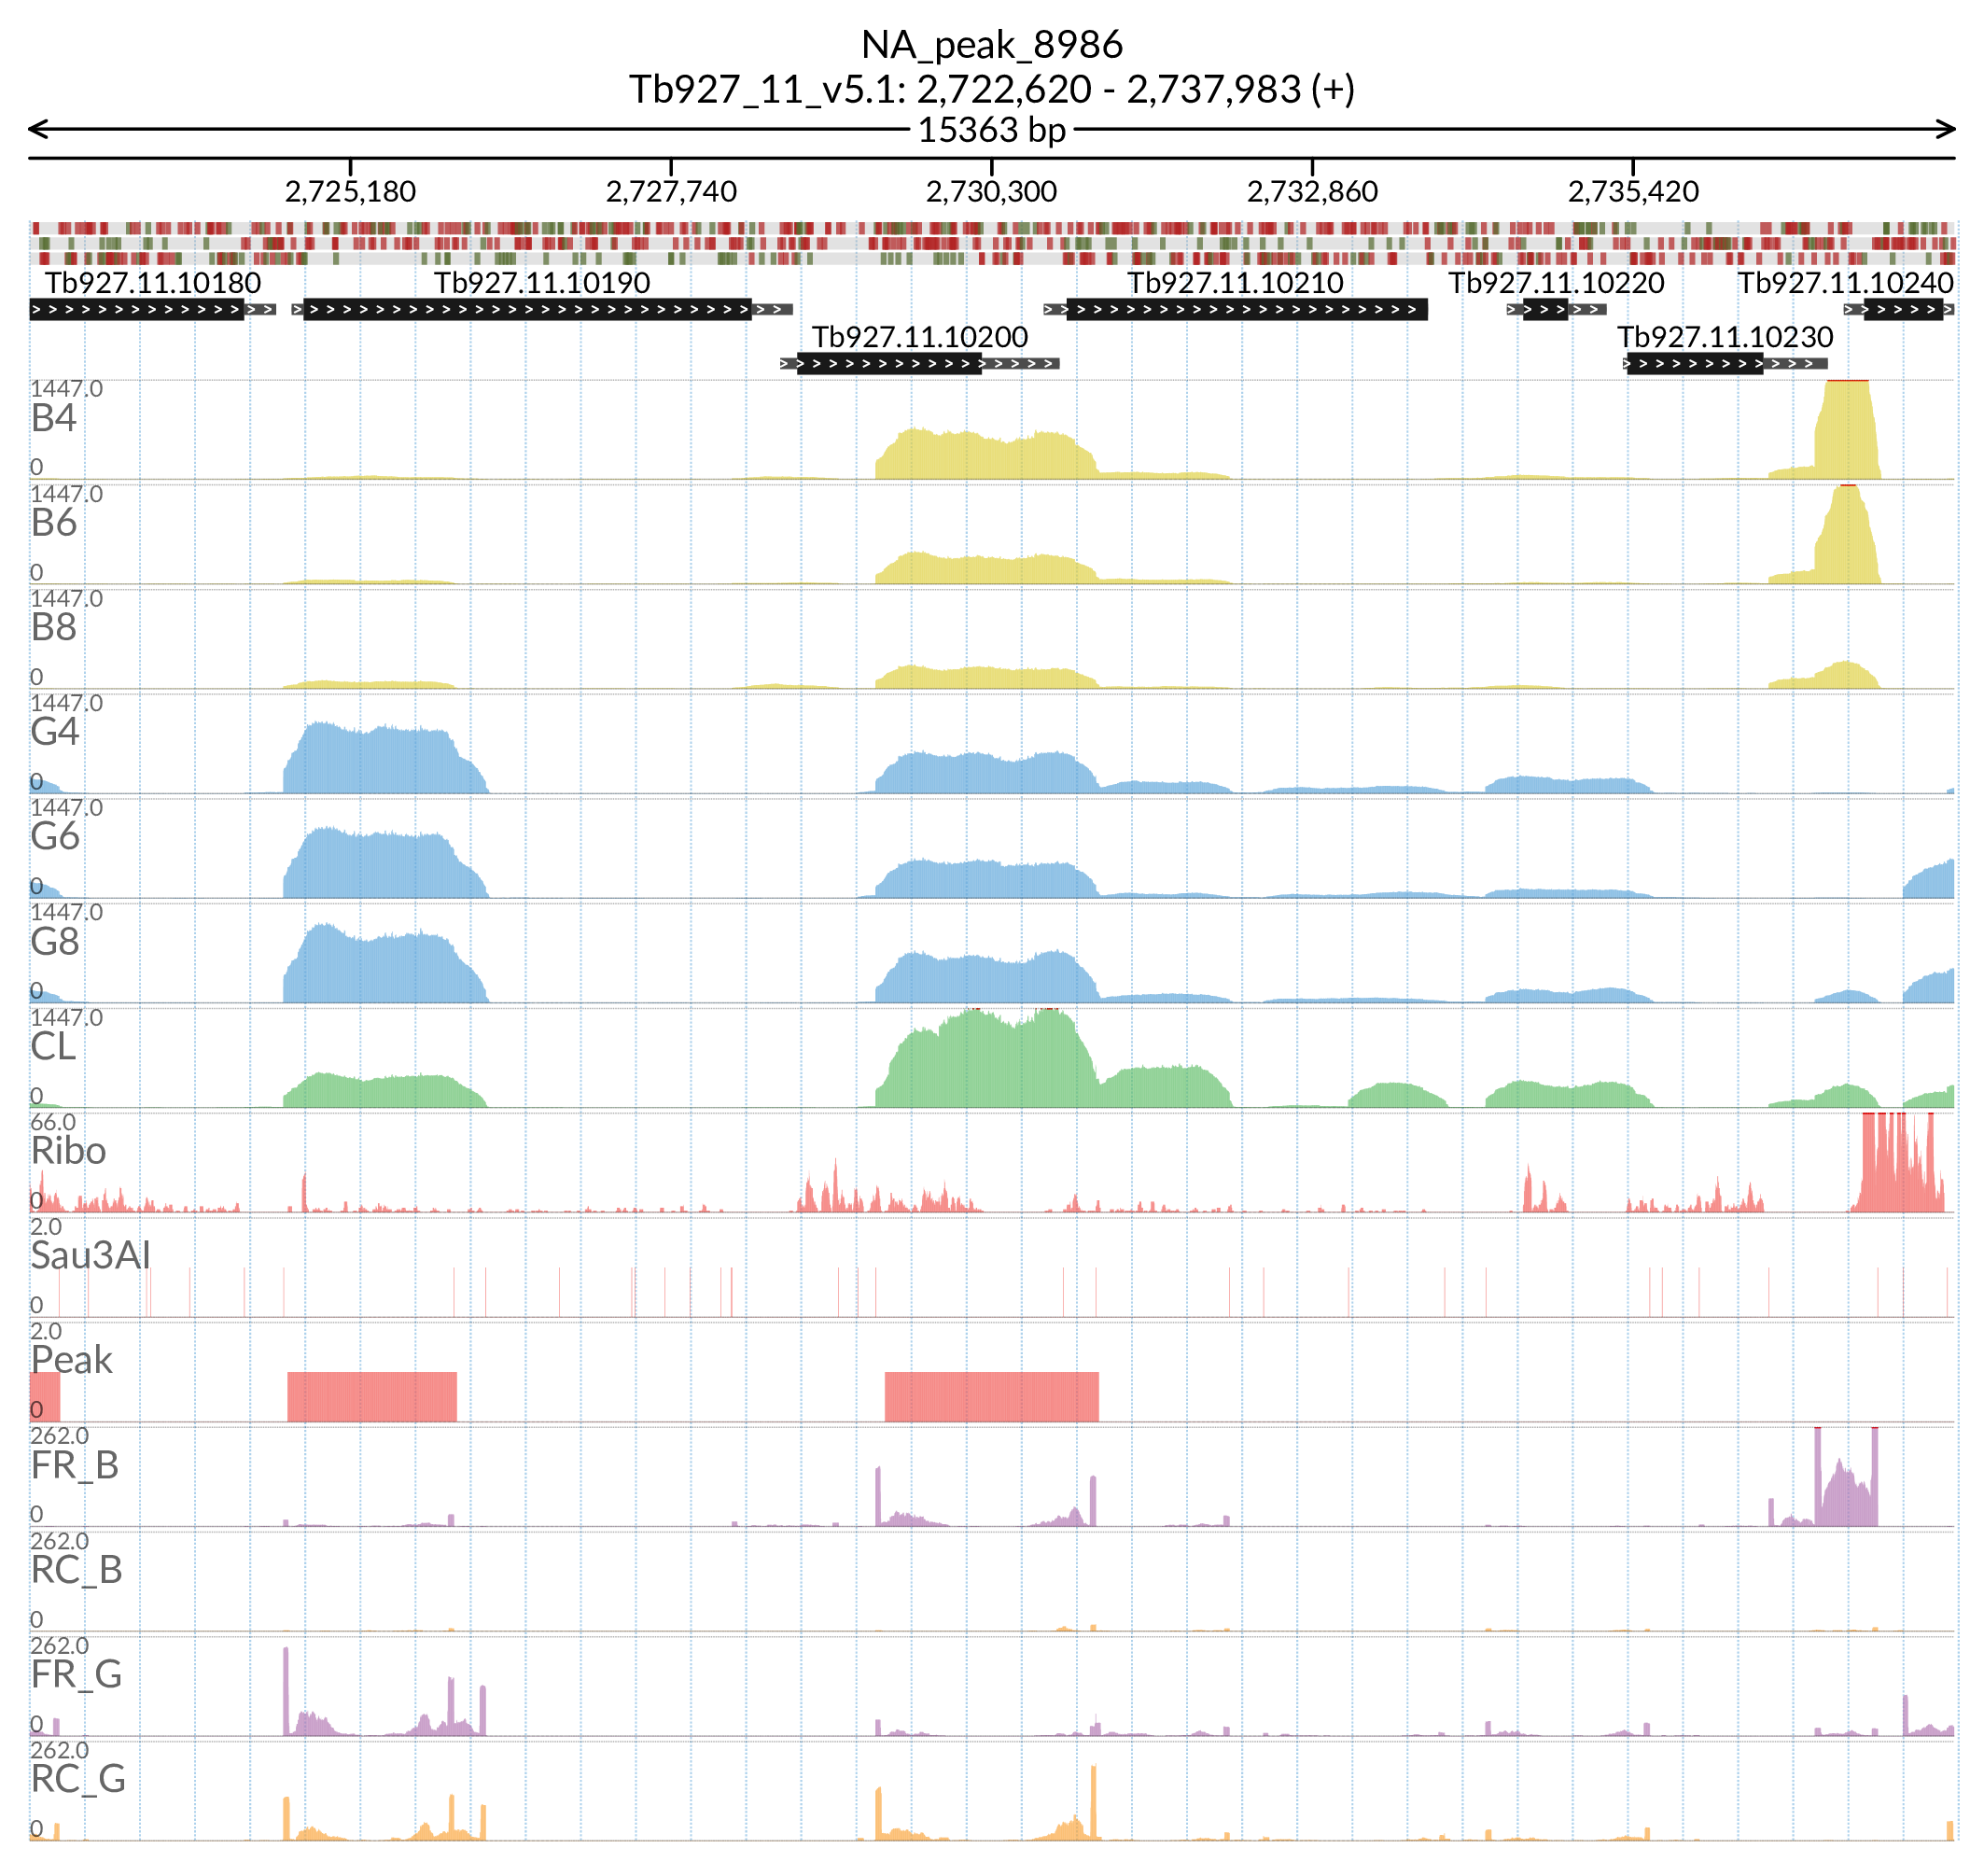 NA_peak_8986
Tb927_11_v5.1: 2,722,620 - 2,737,983 (+)
15363 bp
2,725,180 2,727,740 2,730,300 2,732,860 2,735,420
Tb927.11.10180 Tb927.11.10190 Tb927.11.10210 Tb927.11.10220 Tb927.11.10240
Tb927.11.10200 Tb927.11.10230
1447.0
B4
0
1447.0
B6
0
1447.0
B8
0
1447.0
G4
0
1447.0
G6
0
1447.0
G8
0
1447.0
CL
0
66.0
Ribo
0
2.0
Sau3AI
0
2.0
Peak
0
262.0
FR_B
0
262.0
RC_B
0
262.0
FR_G
0
262.0
RC_G
0